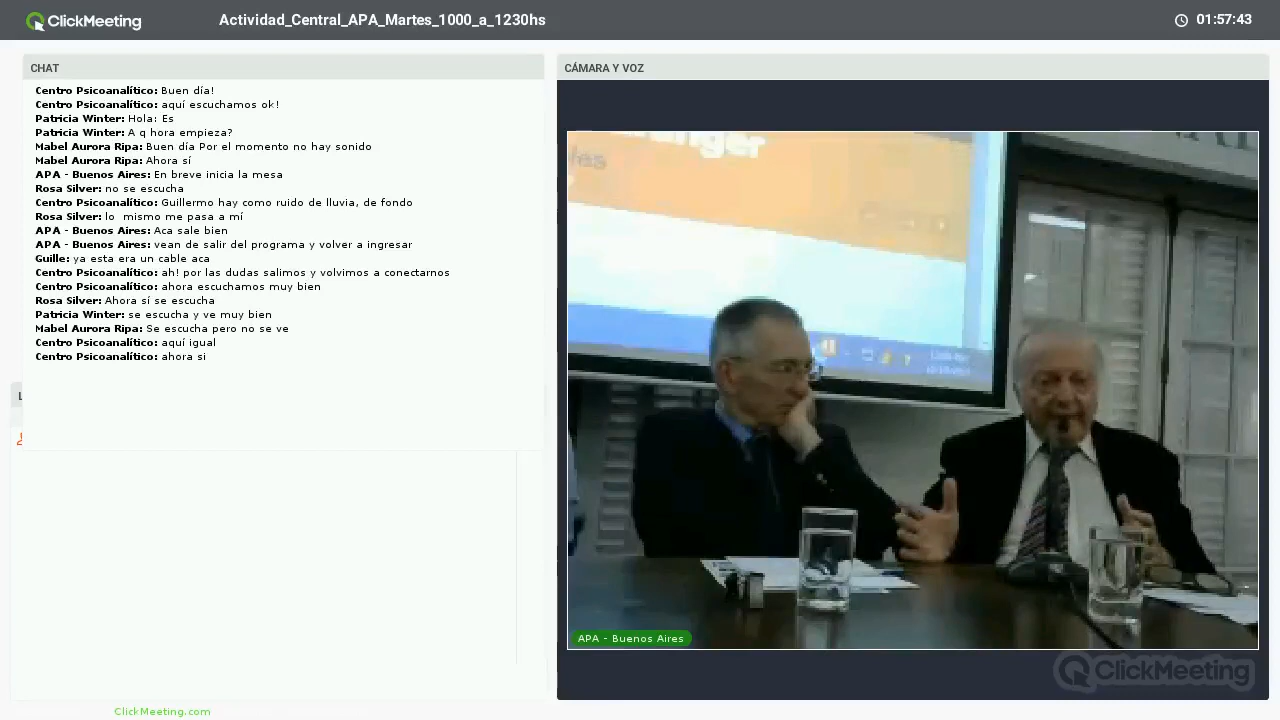 ClickMeeting
Actividad_Central_APA_Martes_1000_a_1230hs
01:57:43
CHAT
Centro Psicoanalítico: Buen día!
Centro Psicoanalítico: aquí escuchamos ok!
Patricia Winter: Hola: Es
Patricia Winter: A q hora empieza?
Mabel Aurora Ripa: Buen día Por el momento no hay sonido
Mabel Aurora Ripa: Ahora sí
APA - Buenos Aires: En breve inicia la mesa
Rosa Silver: no se escucha
Centro Psicoanalítico: Guillermo hay como ruido de lluvia, de fondo
Rosa Silver: lo  mismo me pasa a mí
APA - Buenos Aires: Aca sale bien
APA - Buenos Aires: vean de salir del programa y volver a ingresar
Guille: ya esta era un cable aca
Centro Psicoanalítico: ah! por las dudas salimos y volvimos a conectarnos
Centro Psicoanalítico: ahora escuchamos muy bien
Rosa Silver: Ahora sí se escucha
Patricia Winter: se escucha y ve muy bien
Mabel Aurora Ripa: Se escucha pero no se ve
Centro Psicoanalítico: aquí igual
Centro Psicoanalítico: ahora si
CÁMARA Y VOZ
APA - Buenos Aires
ClickMeeting
ClickMeeting.com